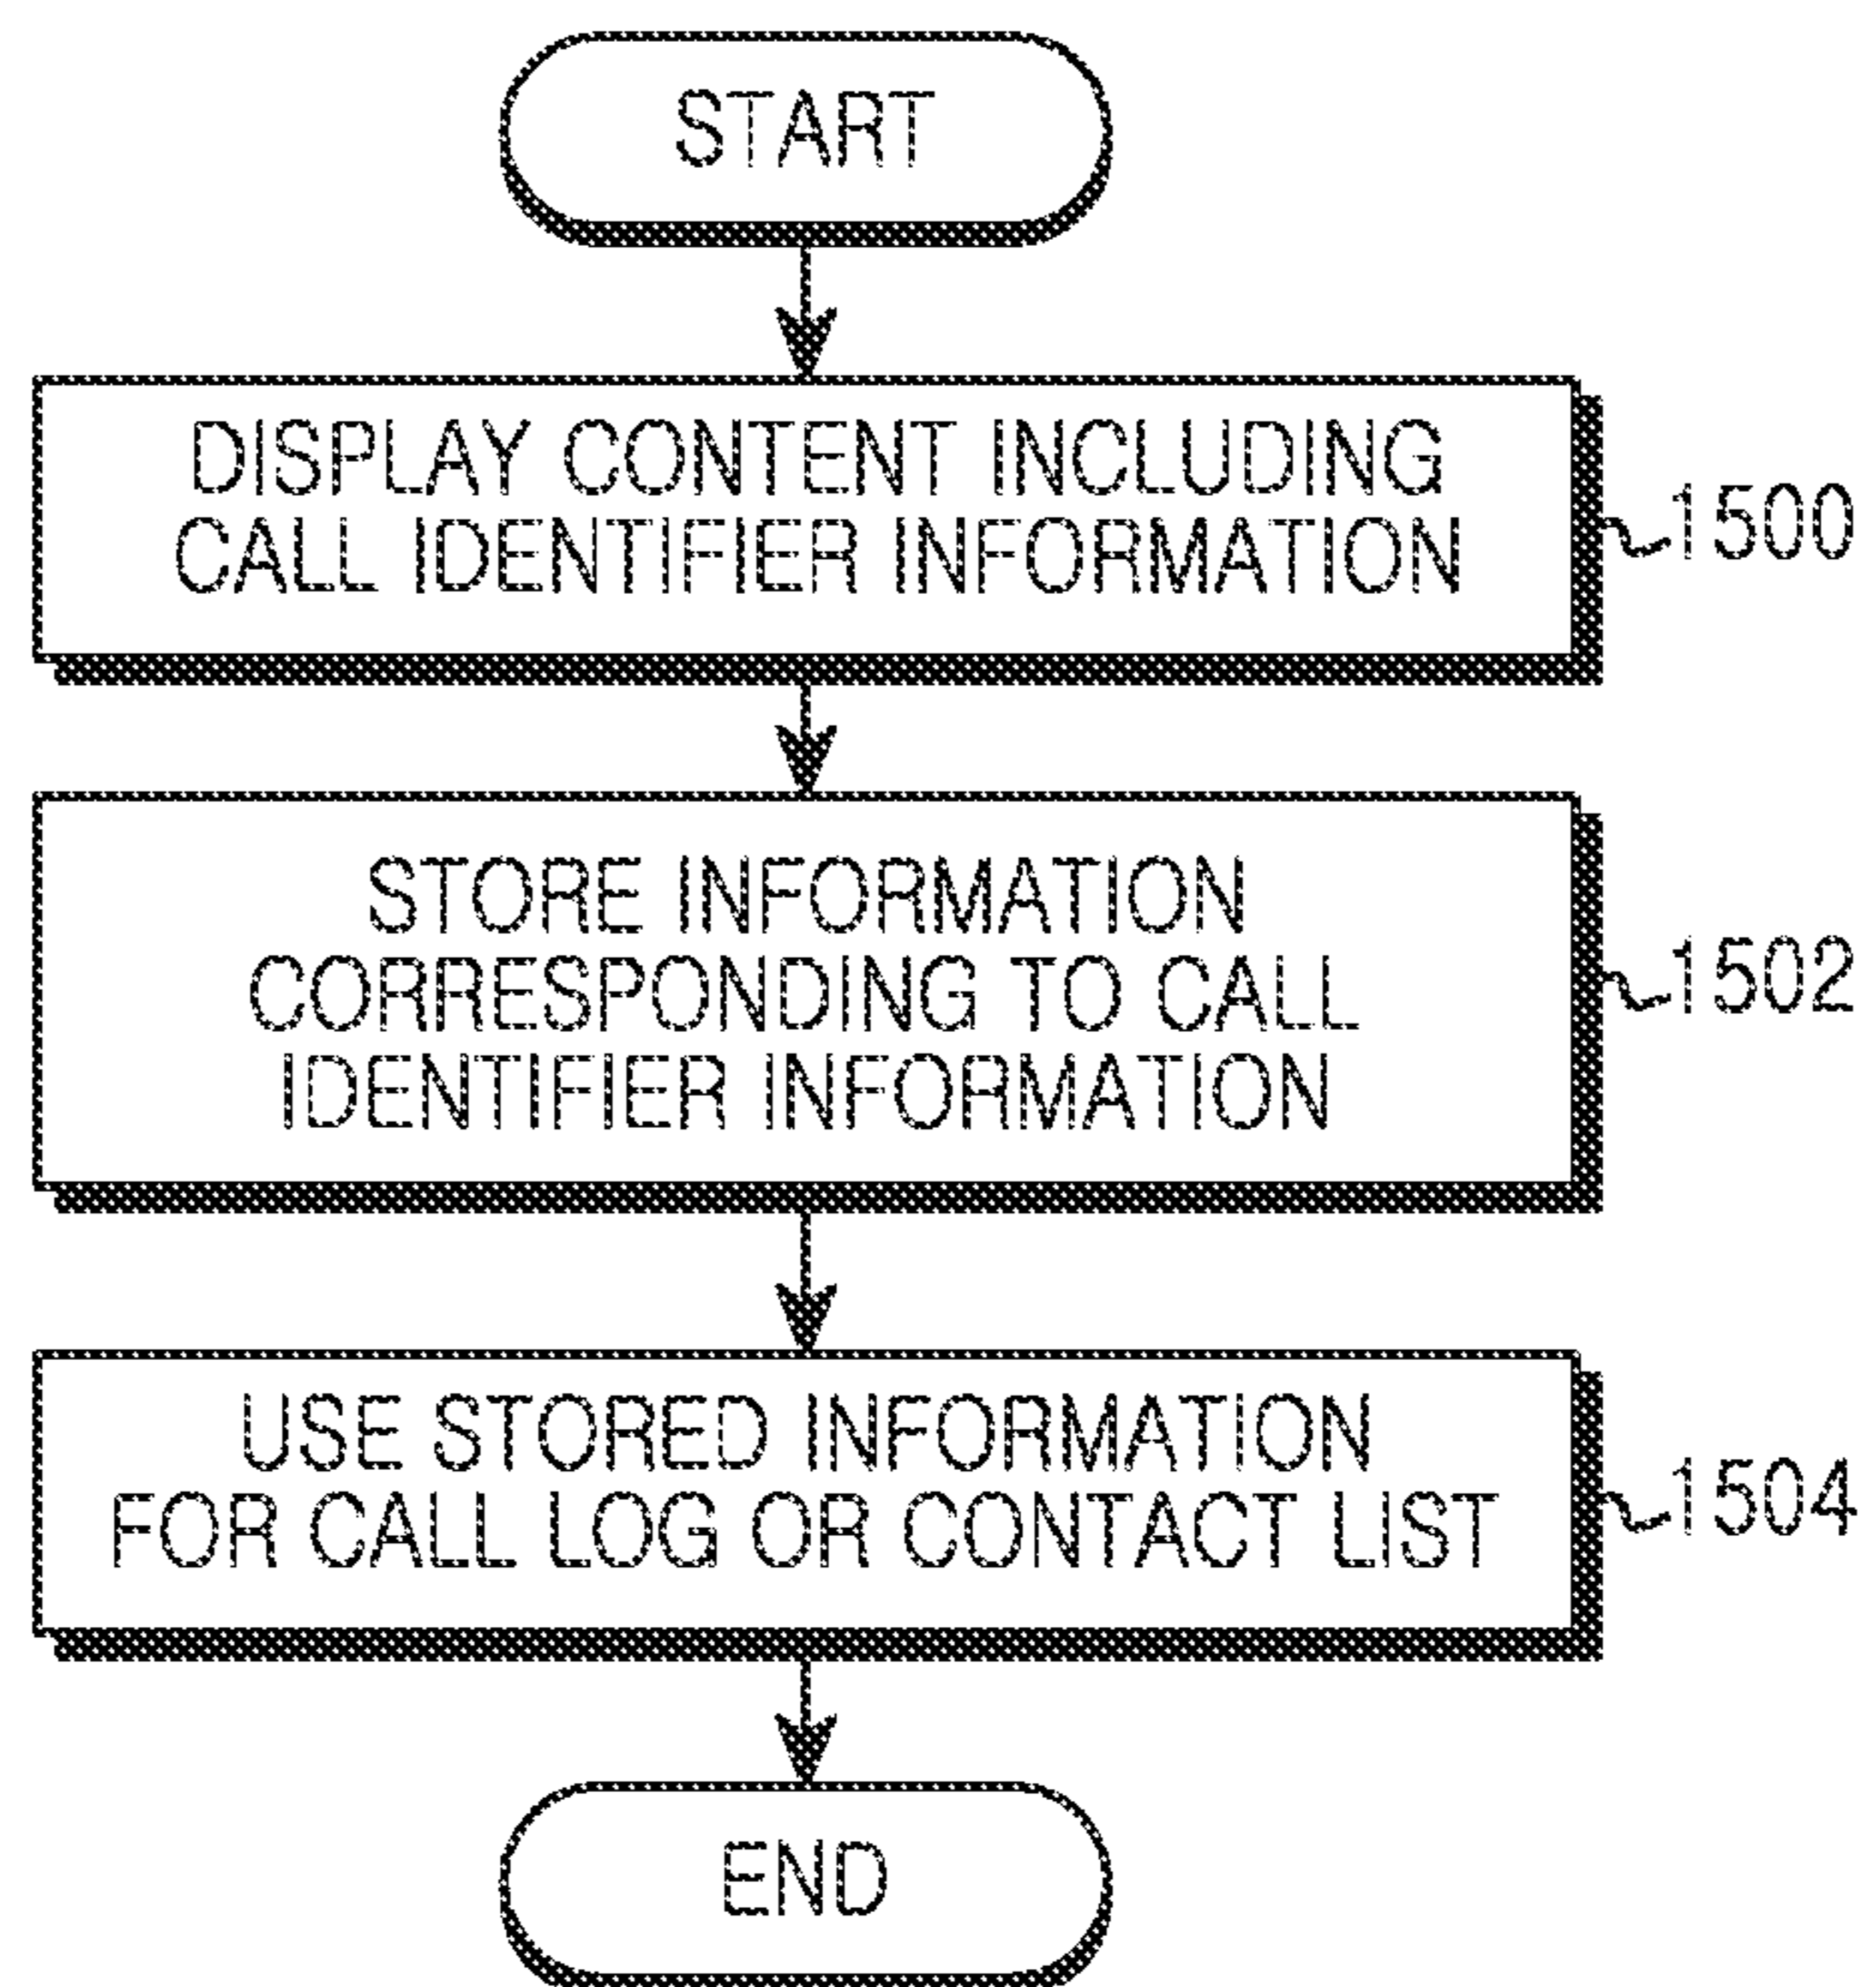 START
DISPLAY CONTENT INCLUDING
CALL IDENTIFIER INFORMATION
1500
STORE INFORMATION
CORRESPONDING TO CALL
IDENTIFIER INFORMATION
1502
USE STORED INFORMATION
FOR CALL LOG OR CONTACT LIST
1504
END